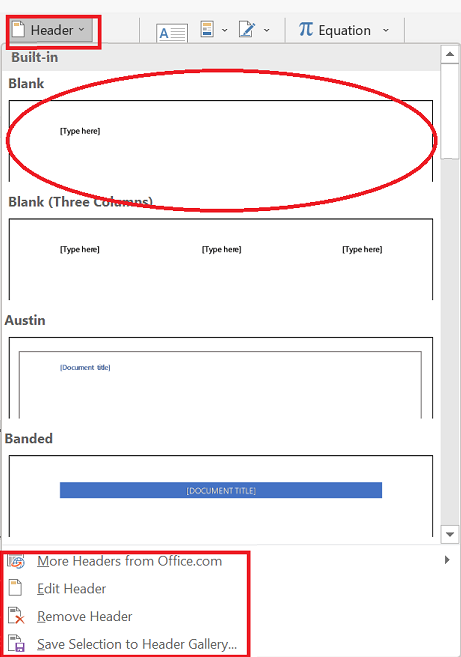 Header
A
π Equation
Built-in
Blank
[Type here]
Blank (Three Columns)
[Type here] [Type here] [Type here]
Austin
[Document title]
Banded
[DOCUMENT TITLE]
More Headers from Office.com
Edit Header
Remove Header
Save Selection to Header Gallery...